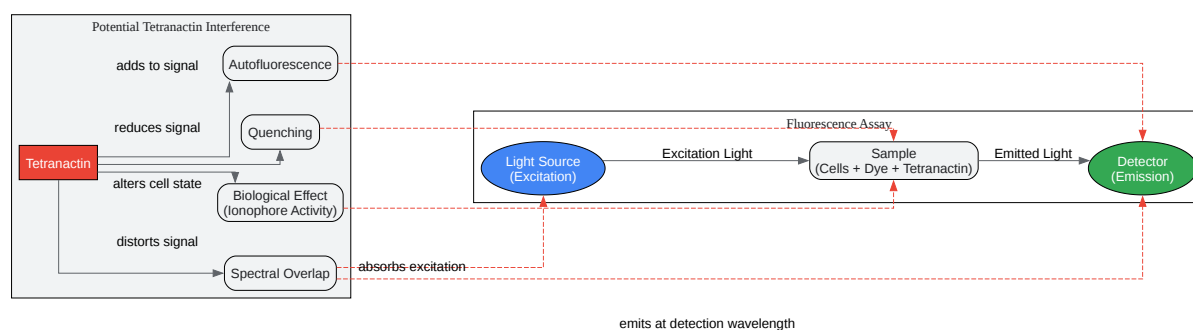 Potential Tetranactin Interference
adds to signal
Autofluorescence
reduces signal
Quenching
Tetranactin
alters cell state
Biological Effect
(Ionophore Activity)
distorts signal
Spectral Overlap
absorbs excitation
Fluorescence Assay
Light Source
(Excitation)
Excitation Light
Sample
(Cells + Dye + Tetranactin)
Emitted Light
Detector
(Emission)
emits at detection wavelength